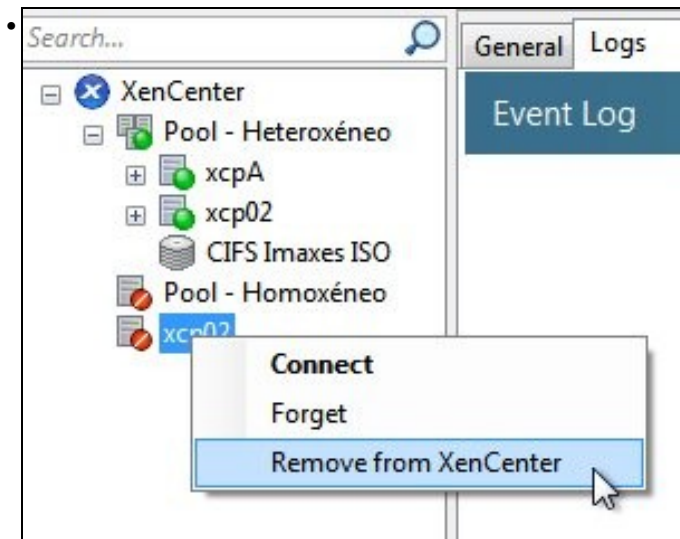 Search...
General
Logs
XenCenter
Event Log
Pool - Heteroxéneo
xcpA
xcp02
CIFS Imaxes ISO
Pool - Homoxéneo
xcp02
Connect
Forget
Remove from XenCenter